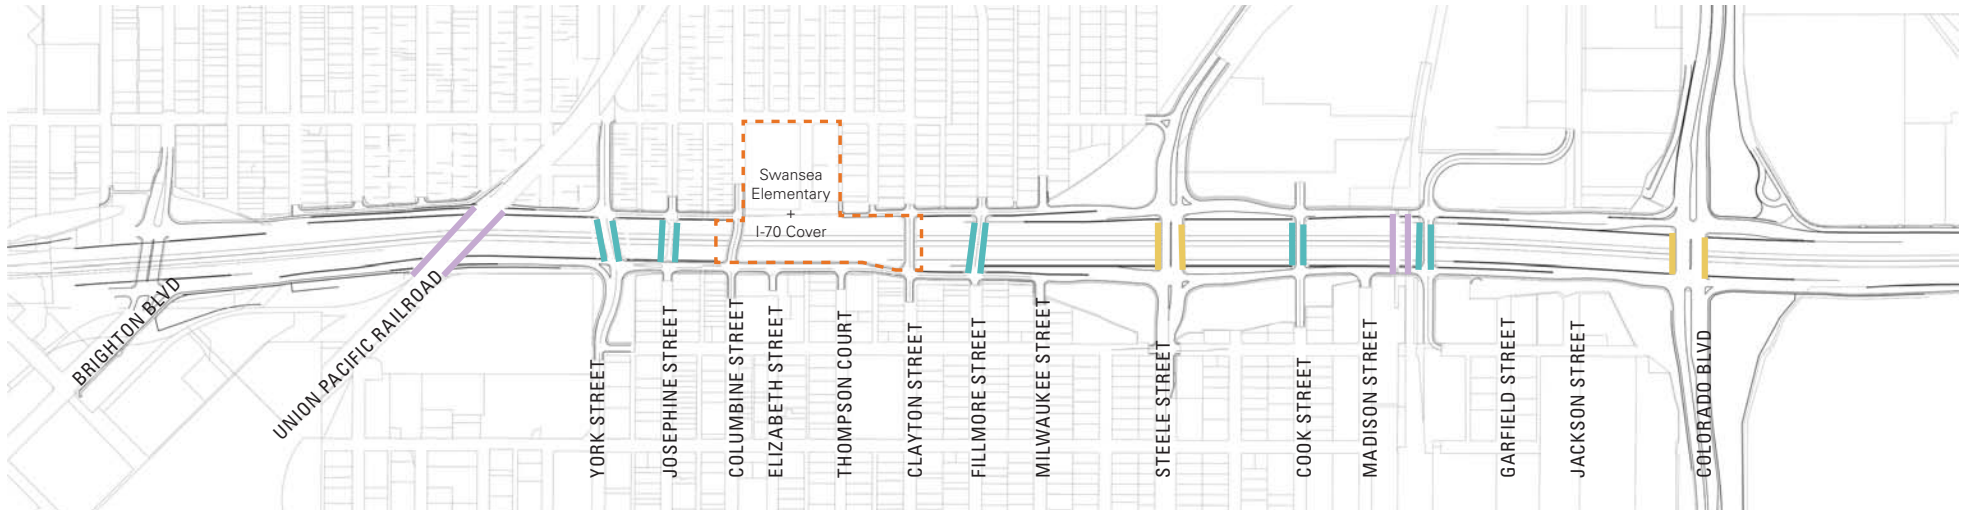 Swansea
Elementary
+
I-70 Cover
BRIGHTON BLVD
UNION PACIFIC RAILROAD
YORK STREET
JOSEPHINE STREET
COLUMBINE STREET
ELIZABETH STREET
THOMPSON COURT
CLAYTON STREET
FILLMORE STREET
MILWAUKEE STREET
STEELE STREET
COOK STREET
MADISON STREET
GARFIELD STREET
JACKSON STREET
COLORADO BLVD